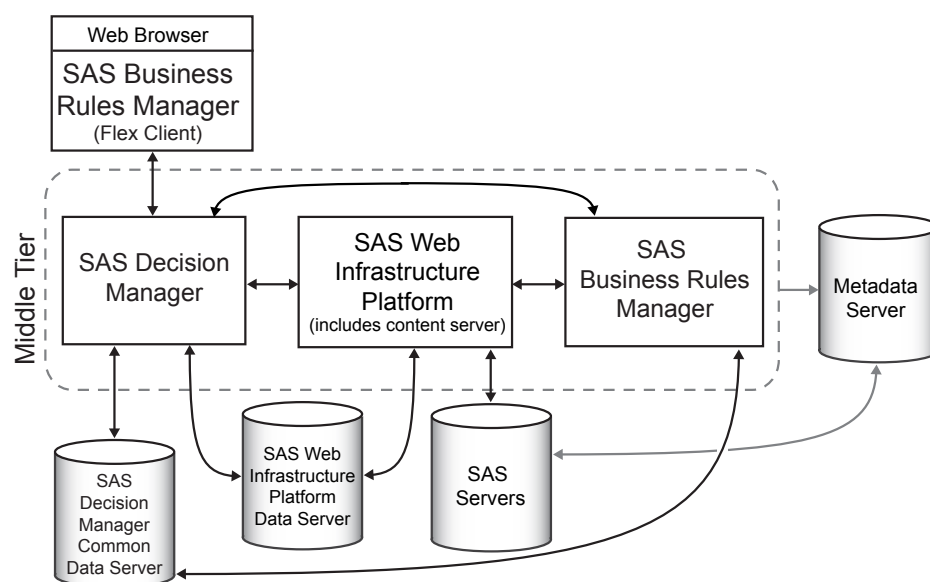 Web Browser
SAS Business
Rules Manager
(Flex Client)
Middle Tier
SAS Decision
Manager
SAS Web
Infrastructure
Platform
(includes content server)
SAS
Business Rules
Manager
Metadata
Server
SAS
Decision
Manager
Common
Data Server
SAS Web
Infrastructure
Platform
Data Server
SAS
Servers